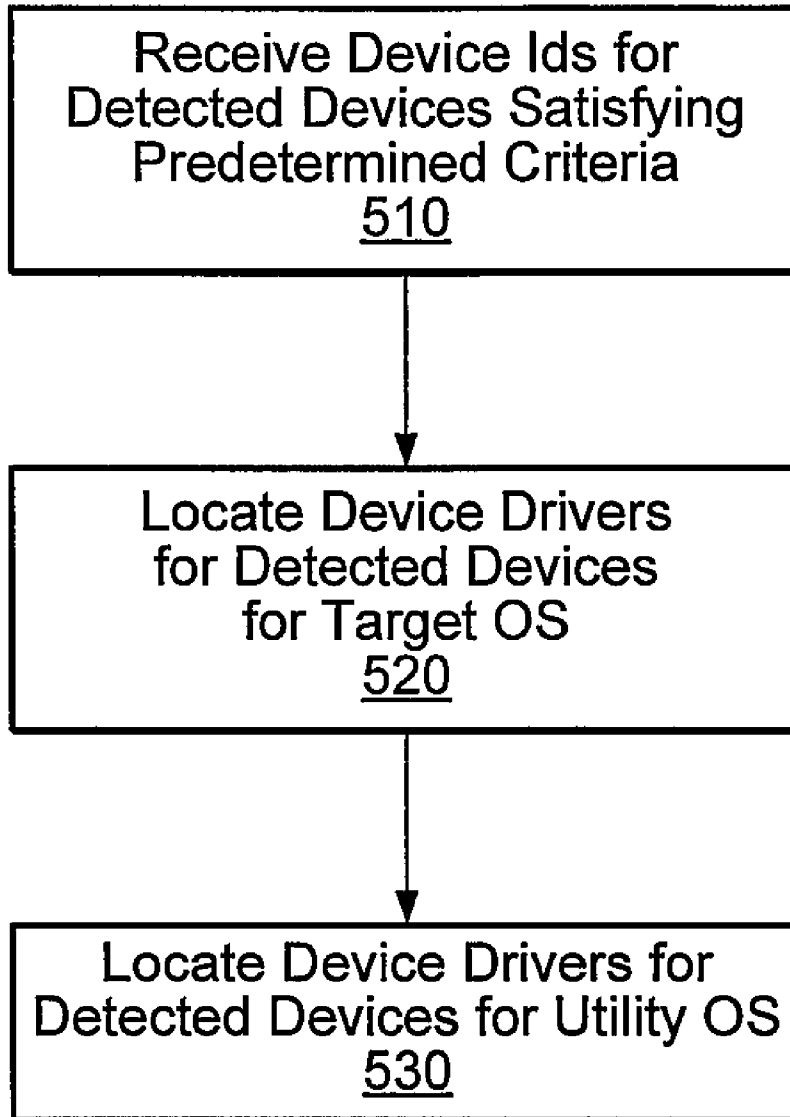 Receive Device Ids for
Detected Devices Satisfying
Predetermined Criteria
510
Locate Device Drivers
for Detected Devices
for Target OS
520
Locate Device Drivers for
Detected Devices for Utility OS
530